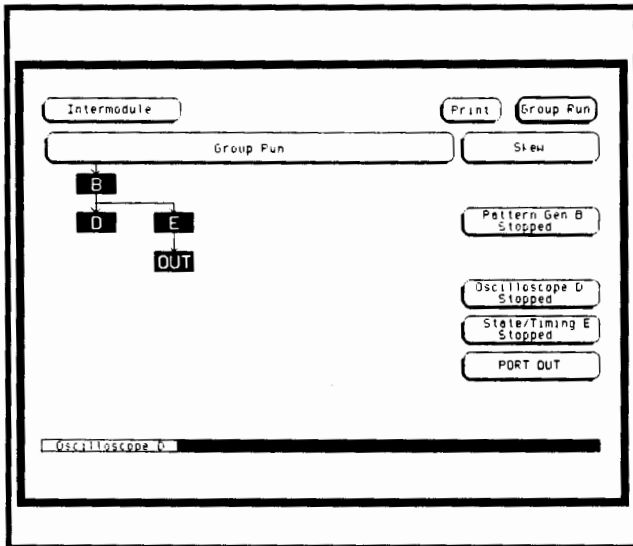 Intermodule
Print
Group Run
Group Run
Skew
B
D
E
OUT
Pattern Gen B
Stopped
Oscilloscope D
Stopped
State/Timing E
Stopped
PORT OUT
Oscilloscope D